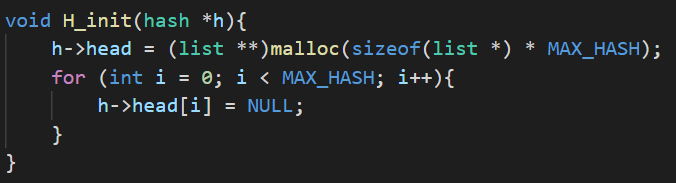 void H_init(hash *h){
    h->head = (list **)malloc(sizeof(list *) * MAX_HASH);
    for (int i = 0; i < MAX_HASH; i++){
        h->head[i] = NULL;
    }
}